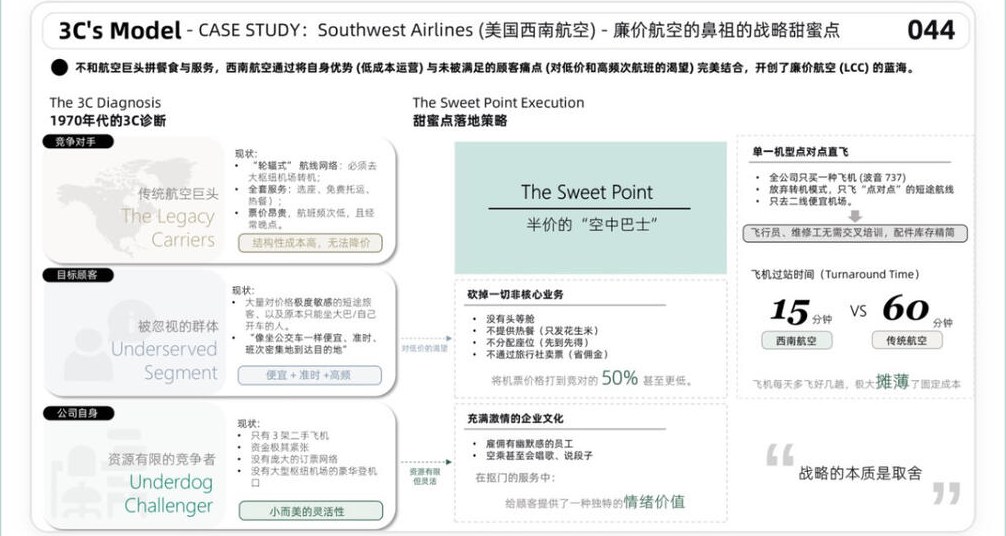 3C's Model - CASE STUDY：Southwest Airlines (美国西南航空) - 廉价航空的鼻祖的战略甜蜜点
044
不和航空巨头拼餐食与服务，西南航空通过将自身优势 (低成本运营) 与未被满足的顾客痛点 (对低价和高频次航班的渴望) 完美结合，开创了廉价航空 (LCC) 的蓝海。
The 3C Diagnosis
1970年代的3C诊断
竞争对手
传统航空巨头
The Legacy
Carriers
现状：
• “轮辐式” 航线网络：必须去
大枢纽机场转机；
• 全套服务：选座、免费托运、
热餐）；
• 票价昂贵，航班频次低，且经
常晚点。
结构性成本高，无法降价
目标顾客
被忽视的群体
Underserved
Segment
现状：
• 大量对价格极度敏感的短途旅
客，以及原本只能坐大巴/自己
开车的人。
• “像坐公交车一样便宜、准时、
班次密集地到达目的地”
便宜 + 准时 +高频
公司自身
资源有限的竞争者
Underdog
Challenger
现状：
• 只有 3 架二手飞机
• 资金极其紧张
• 没有庞大的订票网络
• 没有大型枢纽机场的豪华登机
口
小而美的灵活性
对低价的渴望
资源有限
但灵活
The Sweet Point Execution
甜蜜点落地策略
The Sweet Point
半价的“空中巴士”
砍掉一切非核心业务
• 没有头等舱
• 不提供热餐（只发花生米）
• 不分配座位（先到先得）
• 不通过旅行社卖票（省佣金）
将机票价格打到竞对的 50% 甚至更低。
充满激情的企业文化
• 雇佣有幽默感的员工
• 空乘甚至会唱歌、说段子
在抠门的服务中：
给顾客提供了一种独特的情绪价值
单一机型点对点直飞
• 全公司只买一种飞机 (波音 737)
• 放弃转机模式，只飞“点对点”的短途航线
• 只去二线便宜机场。
飞行员、维修工无需交叉培训，配件库存精简
飞机过站时间（Turnaround Time）
15 分钟 VS 60 分钟
西南航空 传统航空
飞机每天多飞好几趟，极大摊薄了固定成本
“
战略的本质是取舍
”